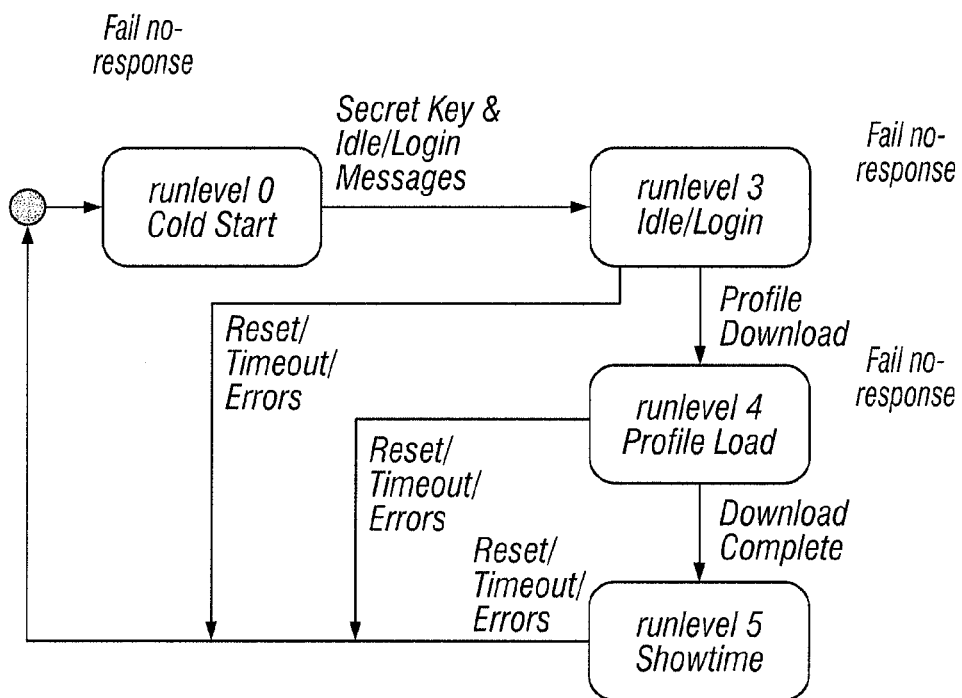 Fail no-
response
Secret Key &
Idle/Login
Messages
Fail no-
response
runlevel 0
Cold Start
runlevel 3
Idle/Login
Reset/
Timeout/
Errors
Profile
Download
Fail no-
response
runlevel 4
Profile Load
Reset/
Timeout/
Errors
Download
Complete
Reset/
Timeout/
Errors
runlevel 5
Showtime